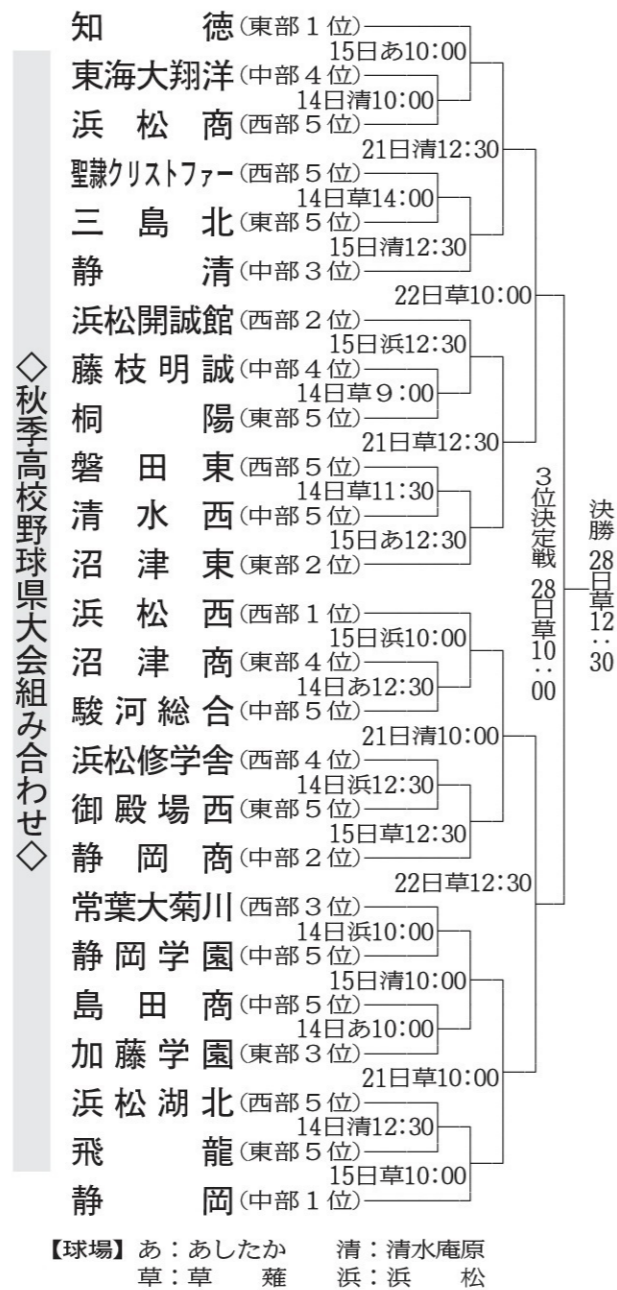 ◇秋季高校野球県大会組み合わせ◇
知徳(東部1位)
15日あ10:00
東海大翔洋(中部4位)
14日清10:00
浜松商(西部5位)
21日清12:30
聖隷クリストファー(西部5位)
14日草14:00
三島北(東部5位)
15日清12:30
静清(中部3位)
22日草10:00
浜松開誠館(西部2位)
15日浜12:30
藤枝明誠(中部4位)
14日草9:00
桐陽(東部5位)
21日草12:30
磐田東(西部5位)
14日草11:30
清水西(中部5位)
15日あ12:30
沼津東(東部2位)
決勝 28日草12:30
3位決定戦 28日草10:00
浜松西(西部1位)
15日浜10:00
沼津商(東部4位)
14日あ12:30
駿河総合(中部5位)
21日清10:00
浜松修学舎(西部4位)
14日浜12:30
御殿場西(東部5位)
15日草12:30
静岡商(中部2位)
22日草12:30
常葉大菊川(西部3位)
14日浜10:00
静岡学園(中部5位)
15日清10:00
島田商(中部5位)
14日あ10:00
加藤学園(東部3位)
21日草10:00
浜松湖北(西部5位)
14日清12:30
飛龍(東部5位)
15日草10:00
静岡(中部1位)
【球場】あ:あしたか 清:清水庵原
草:草薙 浜:浜松